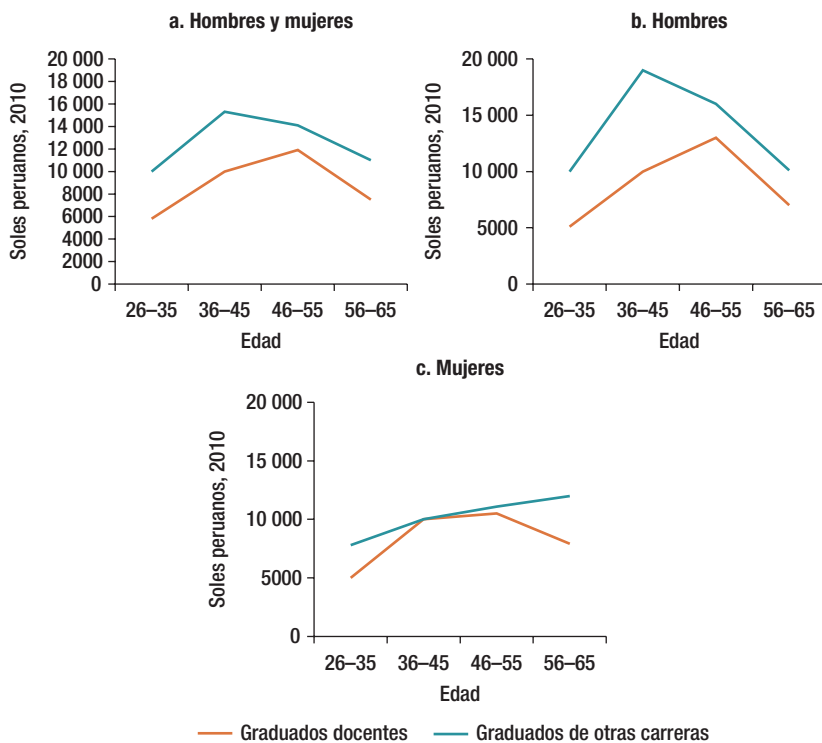 a. Hombres y mujeres
Soles peruanos, 2010
20 000
18 000
16 000
14 000
12 000
10 000
8000
6000
4000
2000
0
26–35 36–45 46–55 56–65
Edad
b. Hombres
Soles peruanos, 2010
20 000
15 000
10 000
5000
0
26–35 36–45 46–55 56–65
Edad
c. Mujeres
Soles peruanos, 2010
20 000
15 000
10 000
5000
0
26–35 36–45 46–55 56–65
Edad
Graduados docentes Graduados de otras carreras